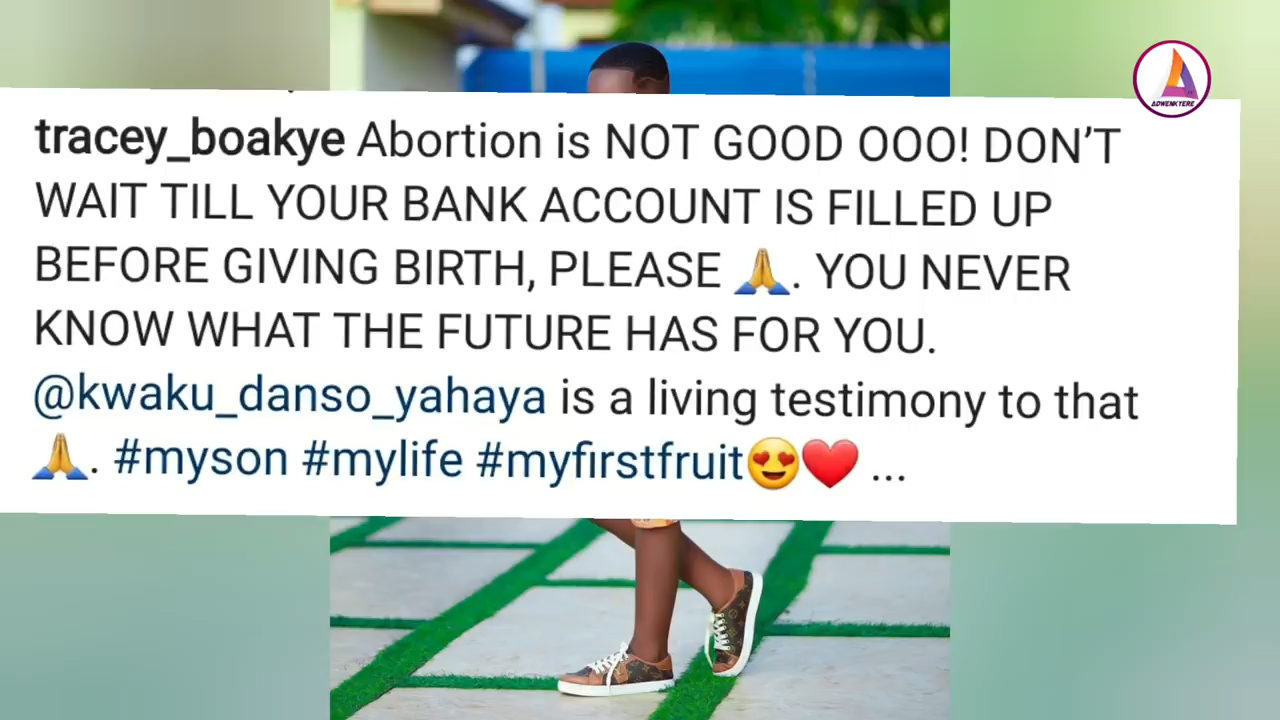 ADWENKYERE
tracey_boakye Abortion is NOT GOOD OOO! DON’T
WAIT TILL YOUR BANK ACCOUNT IS FILLED UP
BEFORE GIVING BIRTH, PLEASE 🙏. YOU NEVER
KNOW WHAT THE FUTURE HAS FOR YOU.
@kwaku_danso_yahaya is a living testimony to that
🙏. #myson #mylife #myfirstfruit😍❤️ ...